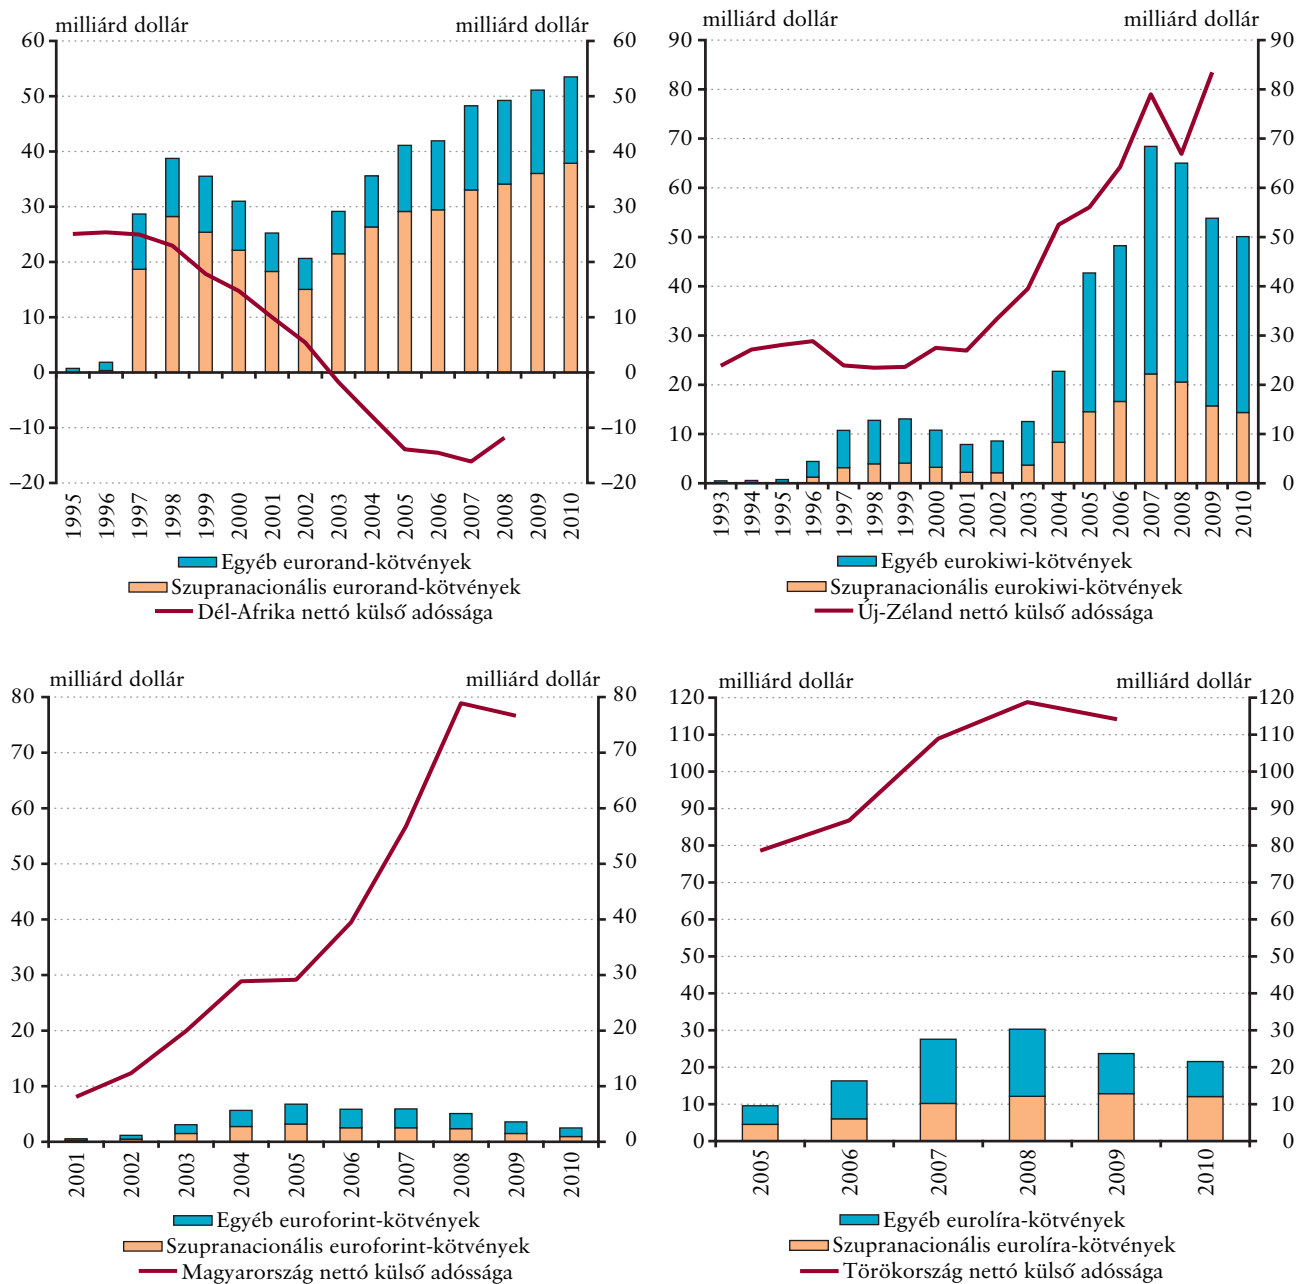 milliárd dollár milliárd dollár
60 60
50 50
40 40
30 30
20 20
10 10
0 0
–10 –10
–20 –20
1995 1996 1997 1998 1999 2000 2001 2002 2003 2004 2005 2006 2007 2008 2009 2010
Egyéb eurorand-kötvények
Szupranacionális eurorand-kötvények
Dél-Afrika nettó külső adóssága
milliárd dollár milliárd dollár
90 90
80 80
70 70
60 60
50 50
40 40
30 30
20 20
10 10
0 0
1993 1994 1995 1996 1997 1998 1999 2000 2001 2002 2003 2004 2005 2006 2007 2008 2009 2010
Egyéb eurokiwi-kötvények
Szupranacionális eurokiwi-kötvények
Új-Zéland nettó külső adóssága
milliárd dollár milliárd dollár
80 80
70 70
60 60
50 50
40 40
30 30
20 20
10 10
0 0
2001 2002 2003 2004 2005 2006 2007 2008 2009 2010
Egyéb euroforint-kötvények
Szupranacionális euroforint-kötvények
Magyarország nettó külső adóssága
milliárd dollár milliárd dollár
120 120
110 110
100 100
90 90
80 80
70 70
60 60
50 50
40 40
30 30
20 20
10 10
0 0
2005 2006 2007 2008 2009 2010
Egyéb eurolíra-kötvények
Szupranacionális eurolíra-kötvények
Törökország nettó külső adóssága